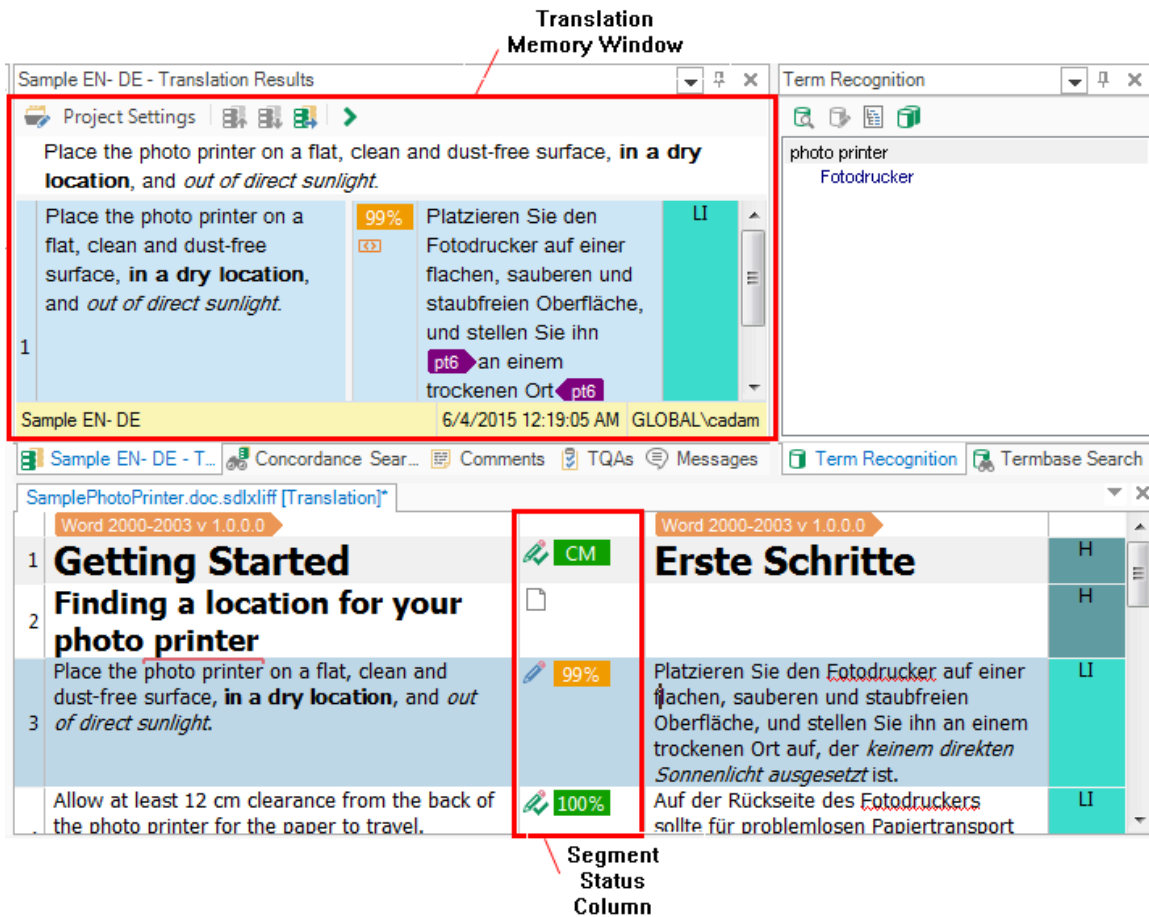 Translation
Memory Window
Sample EN- DE - Translation Results
Term Recognition
Project Settings
Place the photo printer on a flat, clean and dust-free surface, in a dry
location, and out of direct sunlight.
photo printer
Fotodrucker
1
Place the photo printer on a
flat, clean and dust-free
surface, in a dry location,
and out of direct sunlight.
99%
Platzieren Sie den
Fotodrucker auf einer
flachen, sauberen und
staubfreien Oberfläche,
und stellen Sie ihn
pt6 an einem
trockenen Ort pt6
LI
Sample EN- DE
6/4/2015 12:19:05 AM
GLOBAL\cadam
Sample EN- DE - T...
Concordance Sear...
Comments
TQAs
Messages
Term Recognition
Termbase Search
SamplePhotoPrinter.doc.sdlxliff [Translation]*
Word 2000-2003 v 1.0.0.0
Word 2000-2003 v 1.0.0.0
1
Getting Started
CM
Erste Schritte
H
2
Finding a location for your
photo printer
H
3
Place the photo printer on a flat, clean and
dust-free surface, in a dry location, and out
of direct sunlight.
99%
Platzieren Sie den Fotodrucker auf einer
flachen, sauberen und staubfreien
Oberfläche, und stellen Sie ihn an einem
trockenen Ort auf, der keinem direkten
Sonnenlicht ausgesetzt ist.
LI
Allow at least 12 cm clearance from the back of
the photo printer for the paper to travel.
100%
Auf der Rückseite des Fotodruckers
sollte für problemlosen Papiertransport
LI
Segment
Status
Column